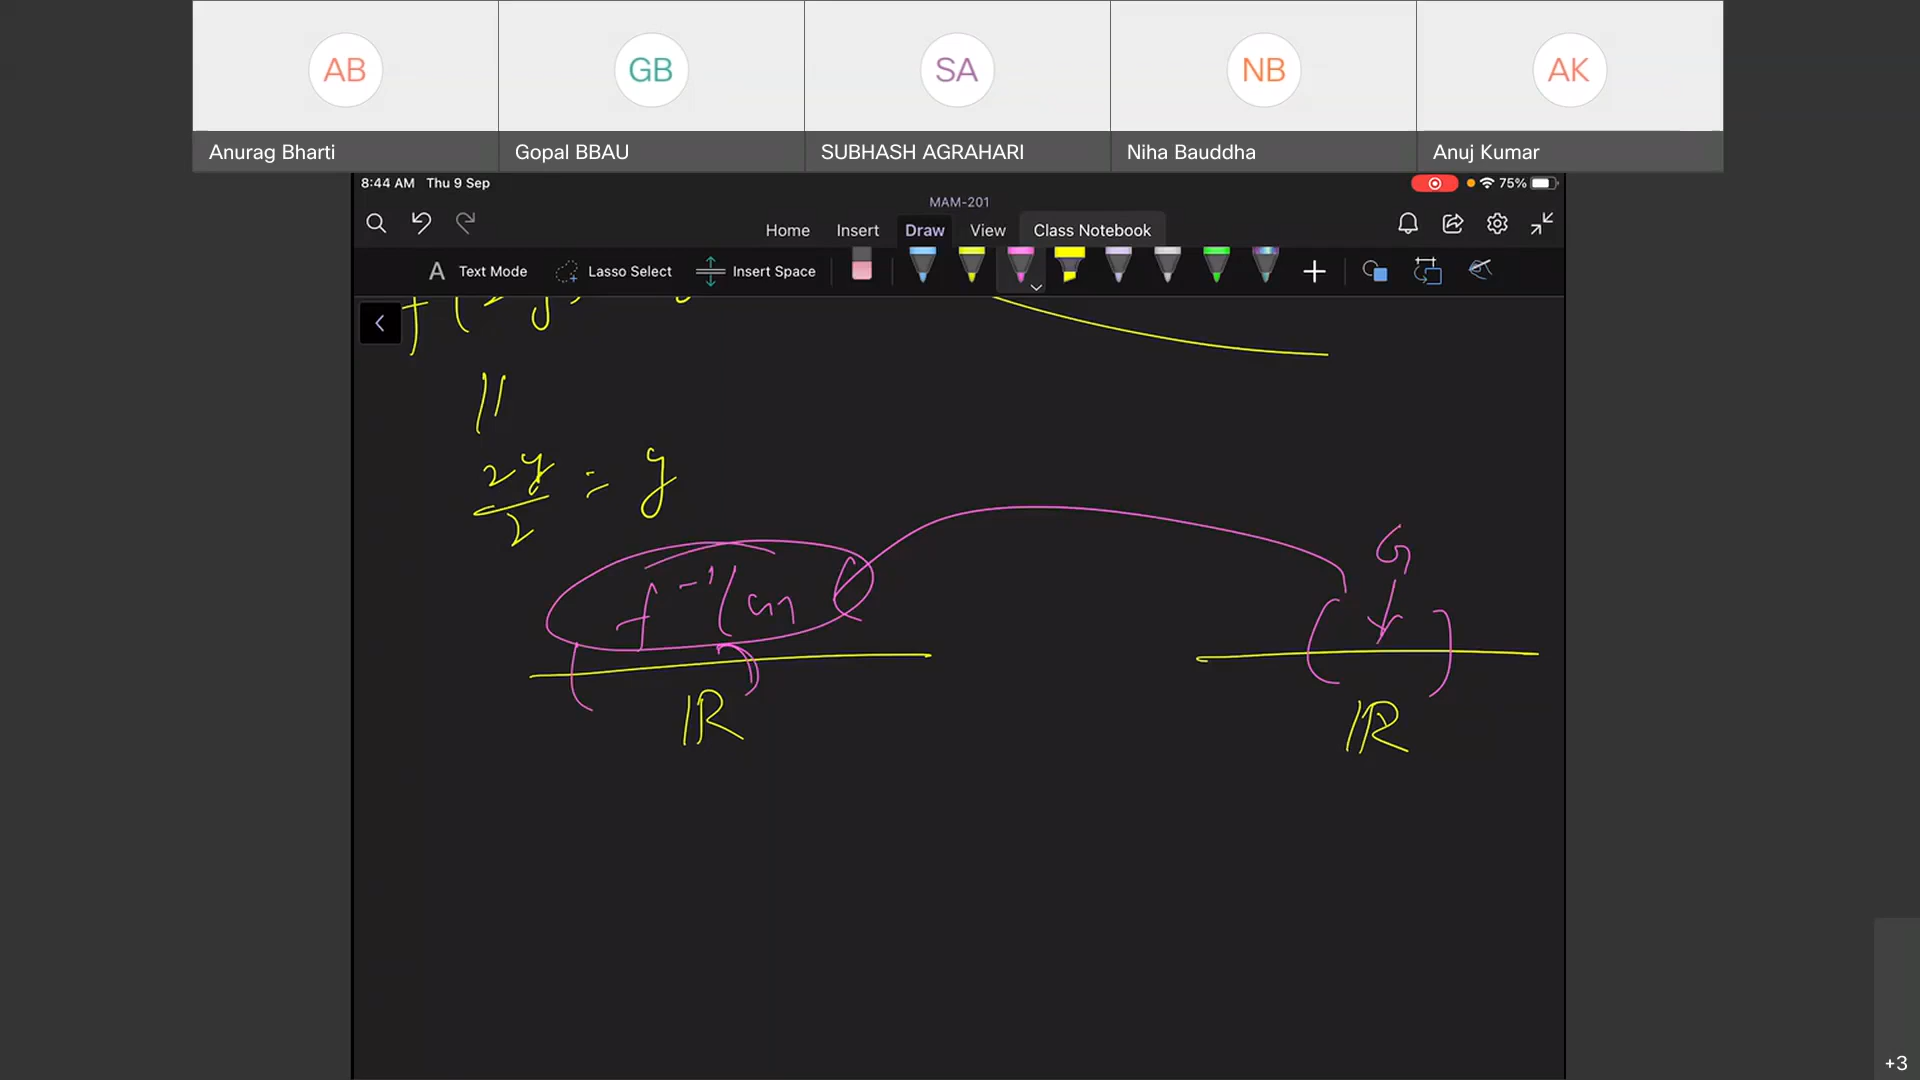 AB GB SA NB AK
Anurag Bharti Gopal BBAU SUBHASH AGRAHARI Niha Bauddha Anuj Kumar
8:44 AM Thu 9 Sep 75%
MAM-201
Home Insert Draw View Class Notebook
A Text Mode Lasso Select Insert Space
||
2y/2 = y
G
f⁻¹(G)
ℝ ℝ
+3